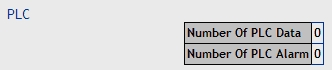 PLC
Number Of PLC Data 0
Number Of PLC Alarm 0